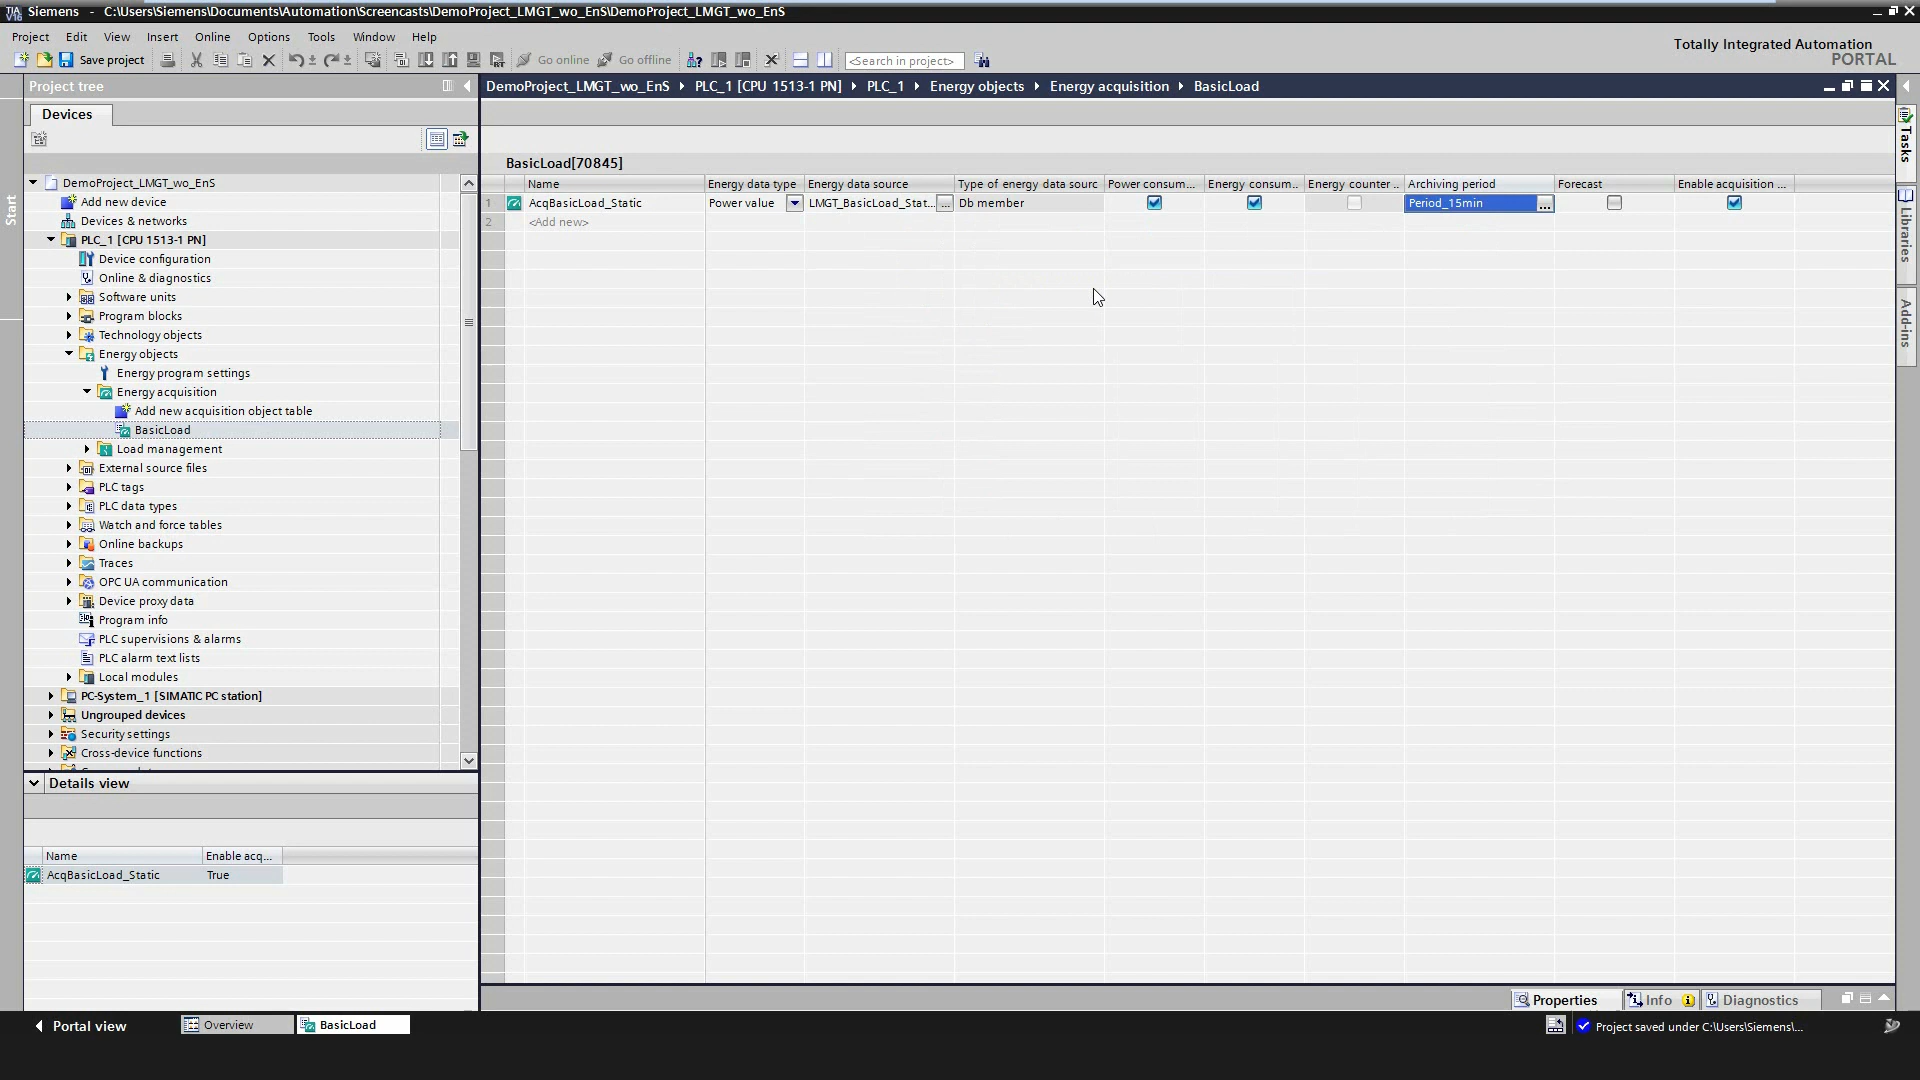 Siemens - C:\Users\Siemens\Documents\Automation\Screencasts\DemoProject_LMGT_wo_EnS\DemoProject_LMGT_wo_EnS
Project Edit View Insert Online Options Tools Window Help
Totally Integrated Automation
PORTAL
Save project
Go online
Go offline
<Search in project>
Project tree
DemoProject_LMGT_wo_EnS PLC_1 [CPU 1513-1 PN] PLC_1 Energy objects Energy acquisition BasicLoad
Devices
Start
DemoProject_LMGT_wo_EnS
Add new device
Devices & networks
PLC_1 [CPU 1513-1 PN]
Device configuration
Online & diagnostics
Software units
Program blocks
Technology objects
Energy objects
Energy program settings
Energy acquisition
Add new acquisition object table
BasicLoad
Load management
External source files
PLC tags
PLC data types
Watch and force tables
Online backups
Traces
OPC UA communication
Device proxy data
Program info
PLC supervisions & alarms
PLC alarm text lists
Local modules
PC-System_1 [SIMATIC PC station]
Ungrouped devices
Security settings
Cross-device functions
Details view
Name Enable acq...
AcqBasicLoad_Static True
BasicLoad[70845]
Name Energy data type Energy data source Type of energy data sourc Power consum... Energy consum.. Energy counter .. Archiving period Forecast Enable acquisition ...
1 AcqBasicLoad_Static Power value LMGT_BasicLoad_Stat... ... Db member Period_15min ...
2 <Add new>
Tasks
Libraries
Add-ins
Properties Info Diagnostics
Portal view Overview BasicLoad
Project saved under C:\Users\Siemens\...